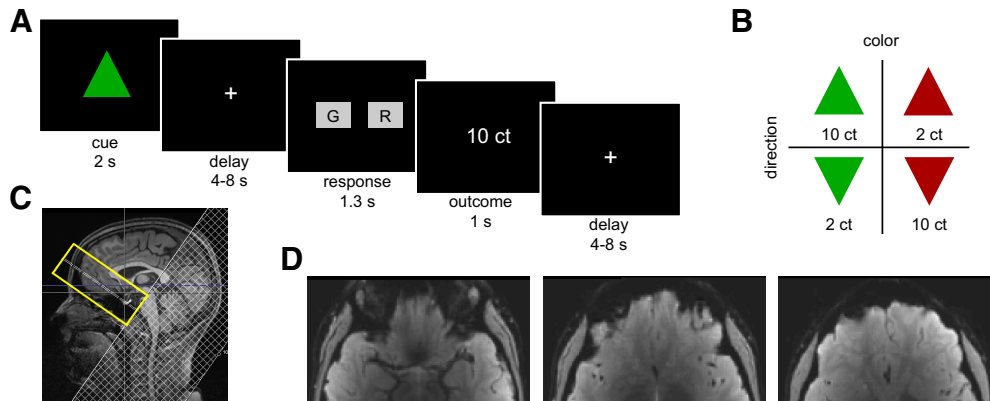 A
cue
2 s
+
delay
4-8 s
G R
response
1.3 s
10 ct
outcome
1 s
+
delay
4-8 s
B
color
direction
10 ct 2 ct
2 ct 10 ct
C
D